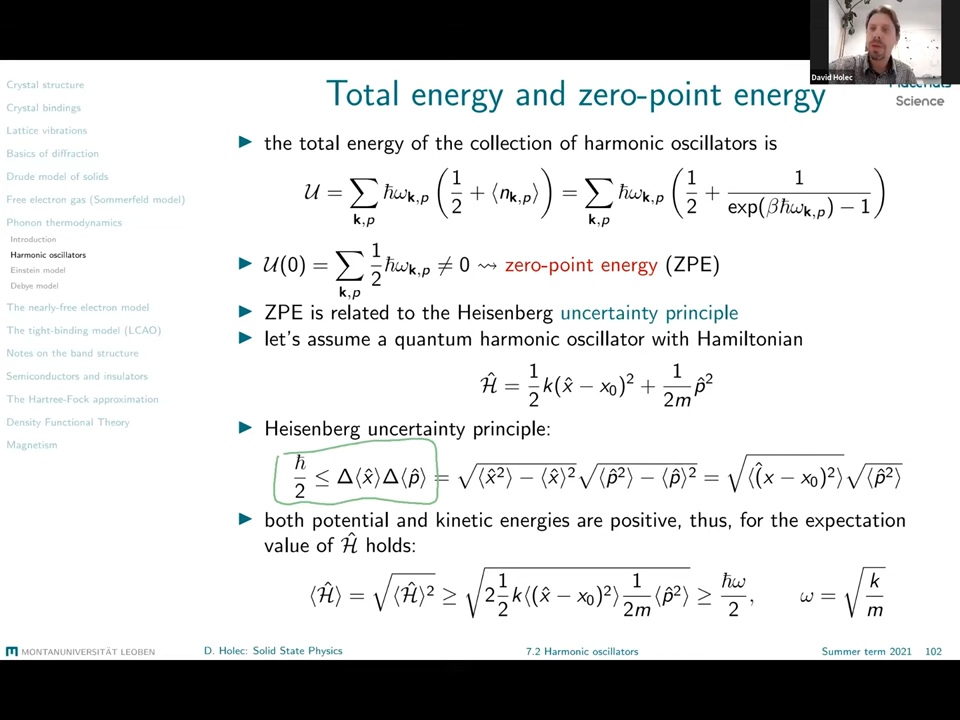 David Holec
Materials
Science
Crystal structure
Crystal bindings
Lattice vibrations
Basics of diffraction
Drude model of solids
Free electron gas (Sommerfeld model)
Phonon thermodynamics
Introduction
Harmonic oscillators
Einstein model
Debye model
The nearly-free electron model
The tight-binding model (LCAO)
Notes on the band structure
Semiconductors and insulators
The Hartree-Fock approximation
Density Functional Theory
Magnetism
Total energy and zero-point energy
▶ the total energy of the collection of harmonic oscillators is
𝒰 = ∑_{k,p} ħω_{k,p} (1/2 + ⟨n_{k,p}⟩) = ∑_{k,p} ħω_{k,p} (1/2 + 1/(exp(βħω_{k,p}) − 1))
▶ 𝒰(0) = ∑_{k,p} 1/2 ħω_{k,p} ≠ 0 ⇝ zero-point energy (ZPE)
▶ ZPE is related to the Heisenberg uncertainty principle
▶ let's assume a quantum harmonic oscillator with Hamiltonian
Ĥ = 1/2 k(x̂ − x₀)² + 1/2m p̂²
▶ Heisenberg uncertainty principle:
ħ/2 ≤ Δ⟨x̂⟩Δ⟨p̂⟩ = √(⟨x̂²⟩ − ⟨x̂⟩²) √(⟨p̂²⟩ − ⟨p̂⟩²) = √(⟨(̂x − x₀)²⟩) √(⟨p̂²⟩)
▶ both potential and kinetic energies are positive, thus, for the expectation
value of Ĥ holds:
⟨Ĥ⟩ = √(⟨Ĥ⟩²) ≥ √(2 1/2 k⟨(x̂ − x₀)²⟩ 1/2m ⟨p̂²⟩) ≥ ħω/2, ω = √(k/m)
MONTANUNIVERSITÄT LEOBEN D. Holec: Solid State Physics 7.2 Harmonic oscillators Summer term 2021 102